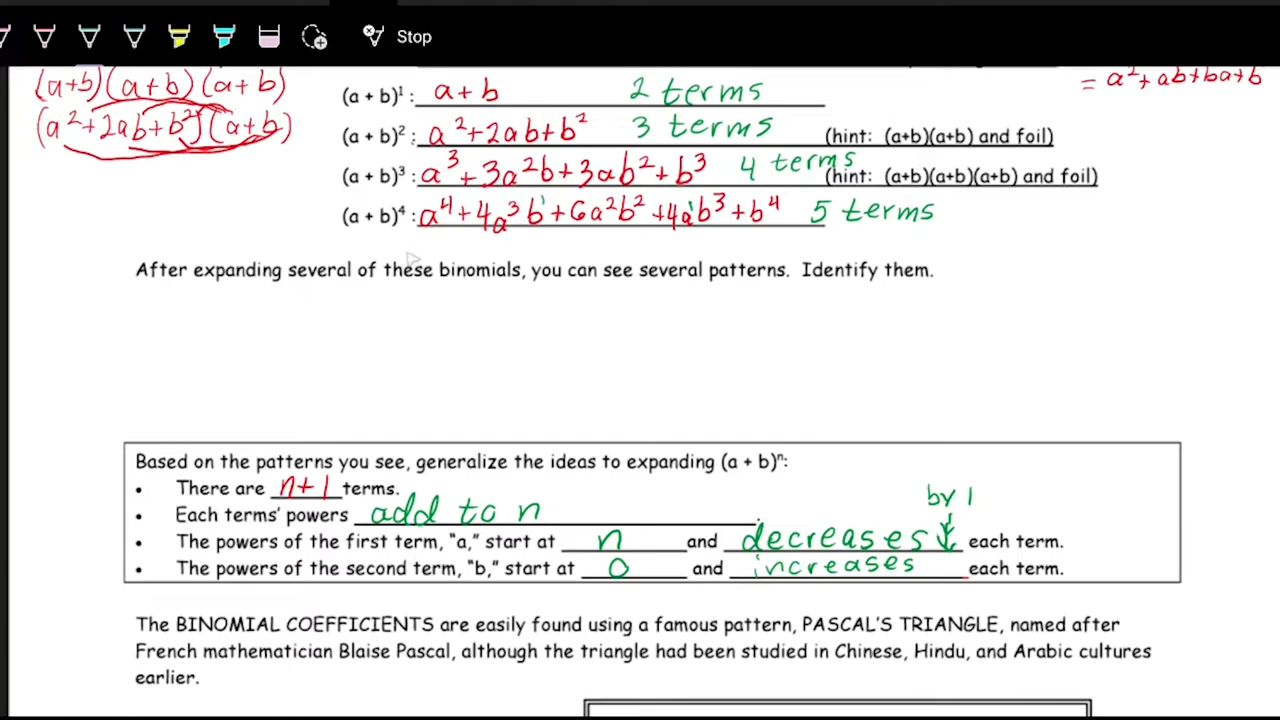 Stop
(a+b)(a+b)(a+b)
(a²+2ab+b²)(a+b)
= a²+ab+ba+b
(a + b)¹ : a+b 2 terms
(a + b)² : a²+2ab+b² 3 terms (hint: (a+b)(a+b) and foil)
(a + b)³ : a³+3a²b+3ab²+b³ 4 terms (hint: (a+b)(a+b)(a+b) and foil)
(a + b)⁴ : a⁴+4a³b¹+6a²b²+4a¹b³+b⁴ 5 terms
After expanding several of these binomials, you can see several patterns. Identify them.
Based on the patterns you see, generalize the ideas to expanding (a + b)ⁿ:
• There are n+1 terms.
• Each terms' powers add to n.
by 1
• The powers of the first term, "a," start at n and decreases ↓ each term.
• The powers of the second term, "b," start at 0 and increases each term.
The BINOMIAL COEFFICIENTS are easily found using a famous pattern, PASCAL'S TRIANGLE, named after
French mathematician Blaise Pascal, although the triangle had been studied in Chinese, Hindu, and Arabic cultures
earlier.